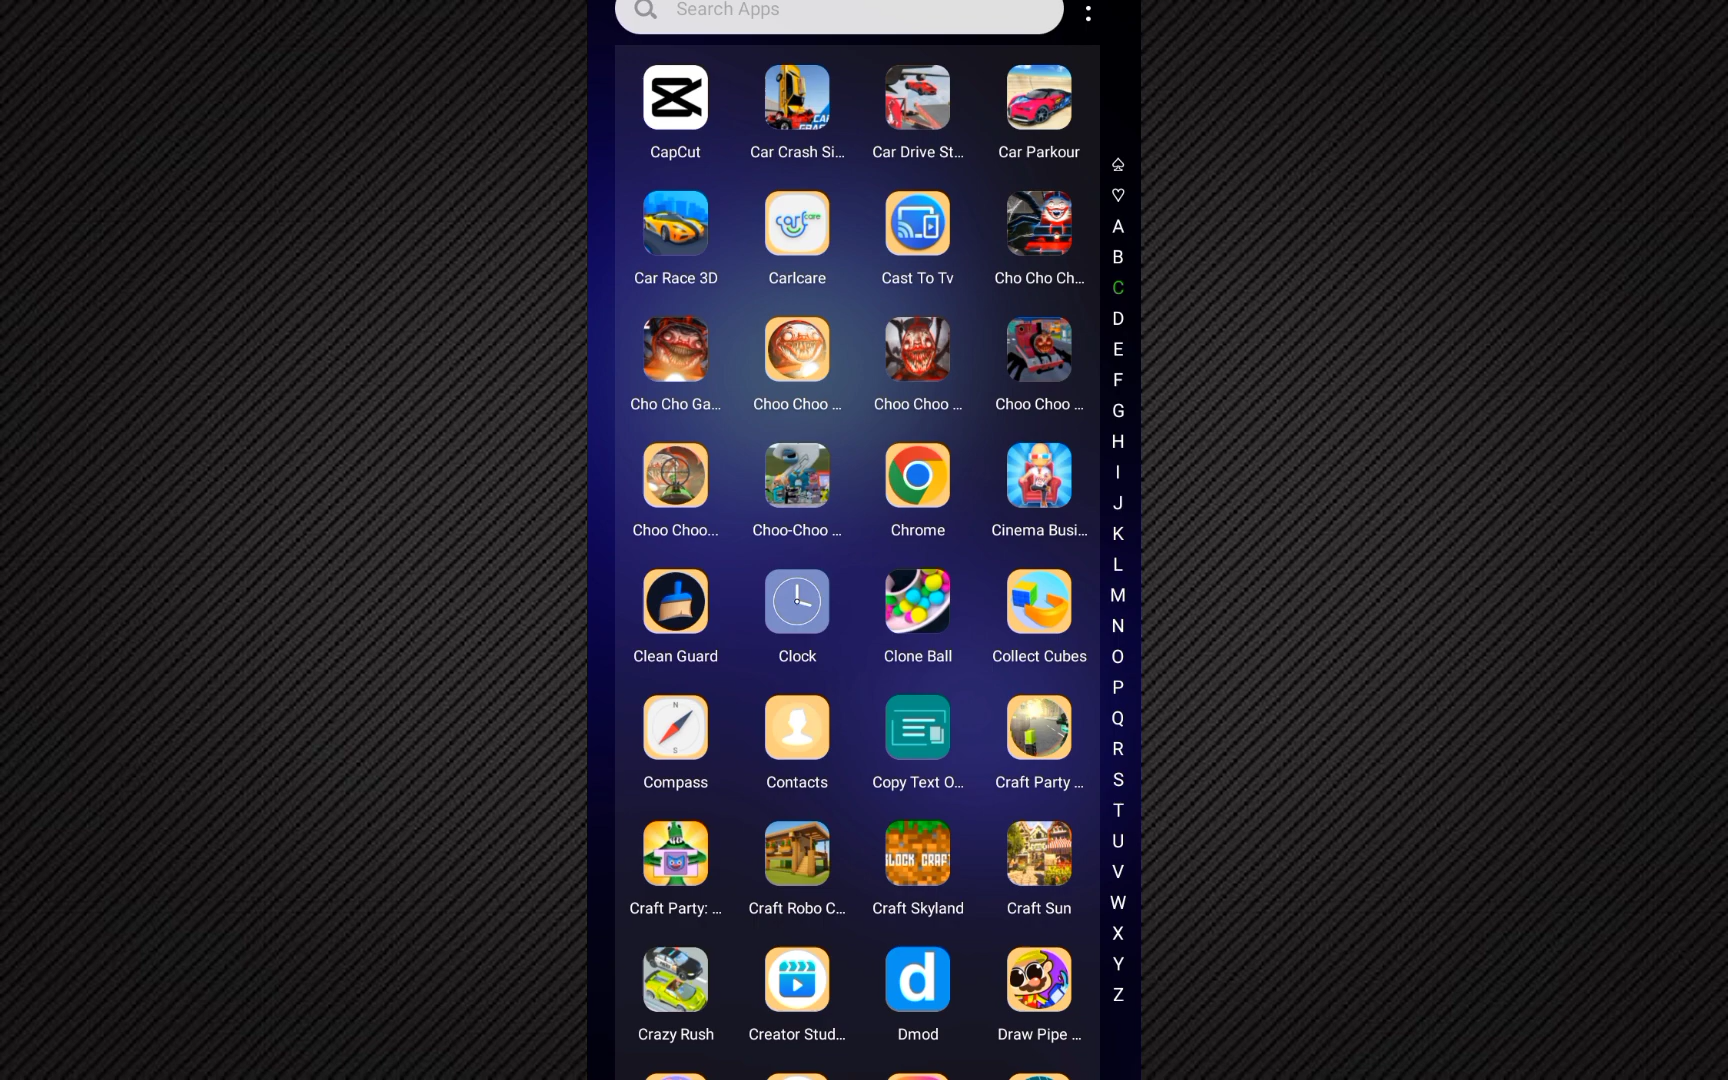 Search Apps
CapCut Car Crash Si... Car Drive St... Car Parkour
Car Race 3D Carlcare Cast To Tv Cho Cho Ch...
Cho Cho Ga... Choo Choo ... Choo Choo ... Choo Choo ...
Choo Choo... Choo-Choo ... Chrome Cinema Busi...
Clean Guard Clock Clone Ball Collect Cubes
N
S
Compass Contacts Copy Text O... Craft Party ...
BLOCK CRAF
Craft Party: ... Craft Robo C... Craft Skyland Craft Sun
d
Crazy Rush Creator Stud... Dmod Draw Pipe ...
carlcare
A
B
C
D
E
F
G
H
I
J
K
L
M
N
O
P
Q
R
S
T
U
V
W
X
Y
Z